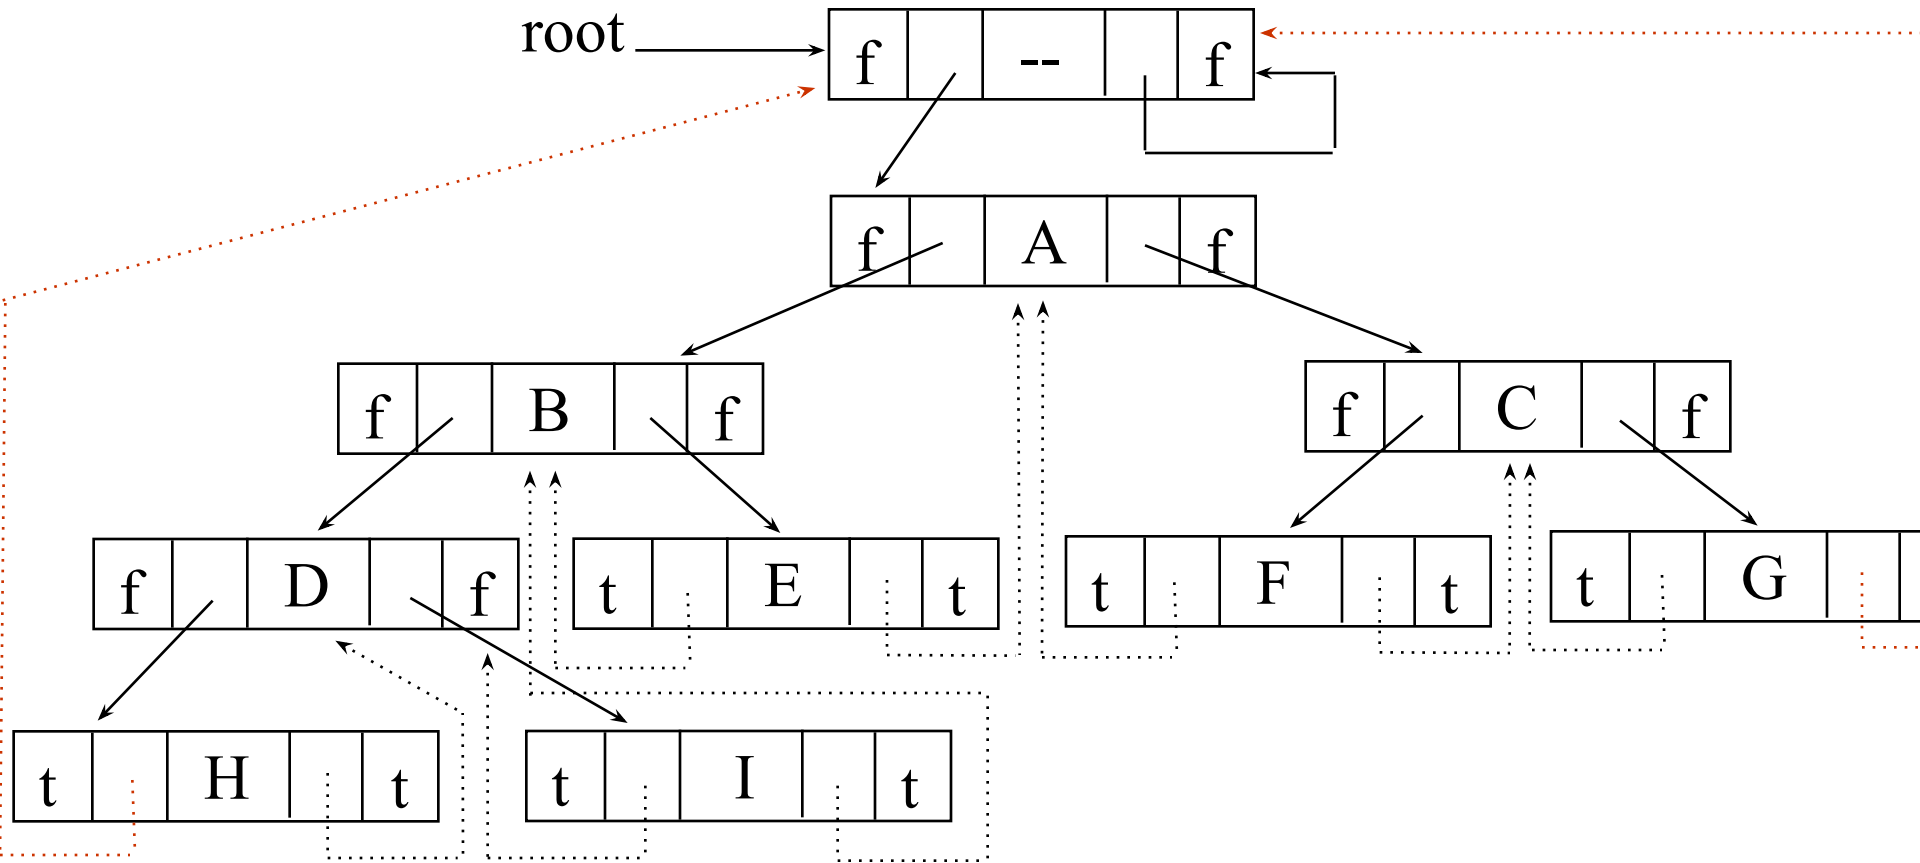 root f -- f
f A f
f B f f C f
f D f t E t t F t t G
t H t t I t